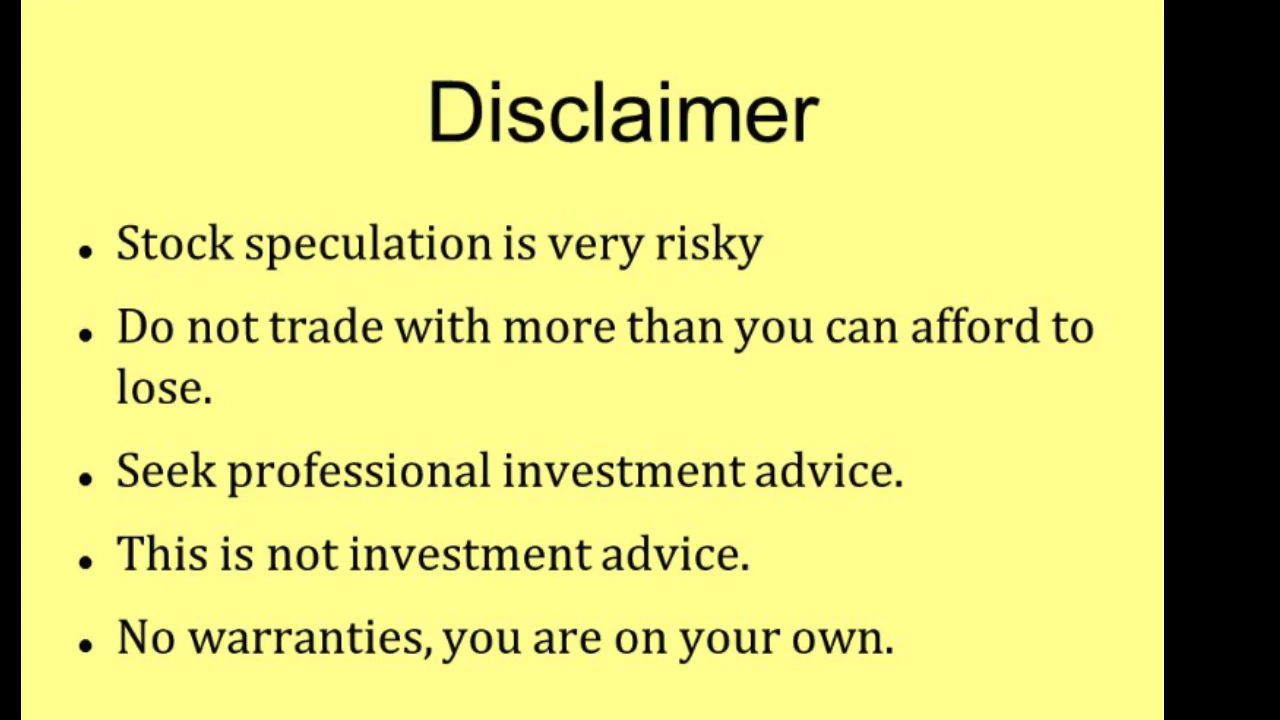 Disclaimer
• Stock speculation is very risky
• Do not trade with more than you can afford to
lose.
• Seek professional investment advice.
• This is not investment advice.
• No warranties, you are on your own.